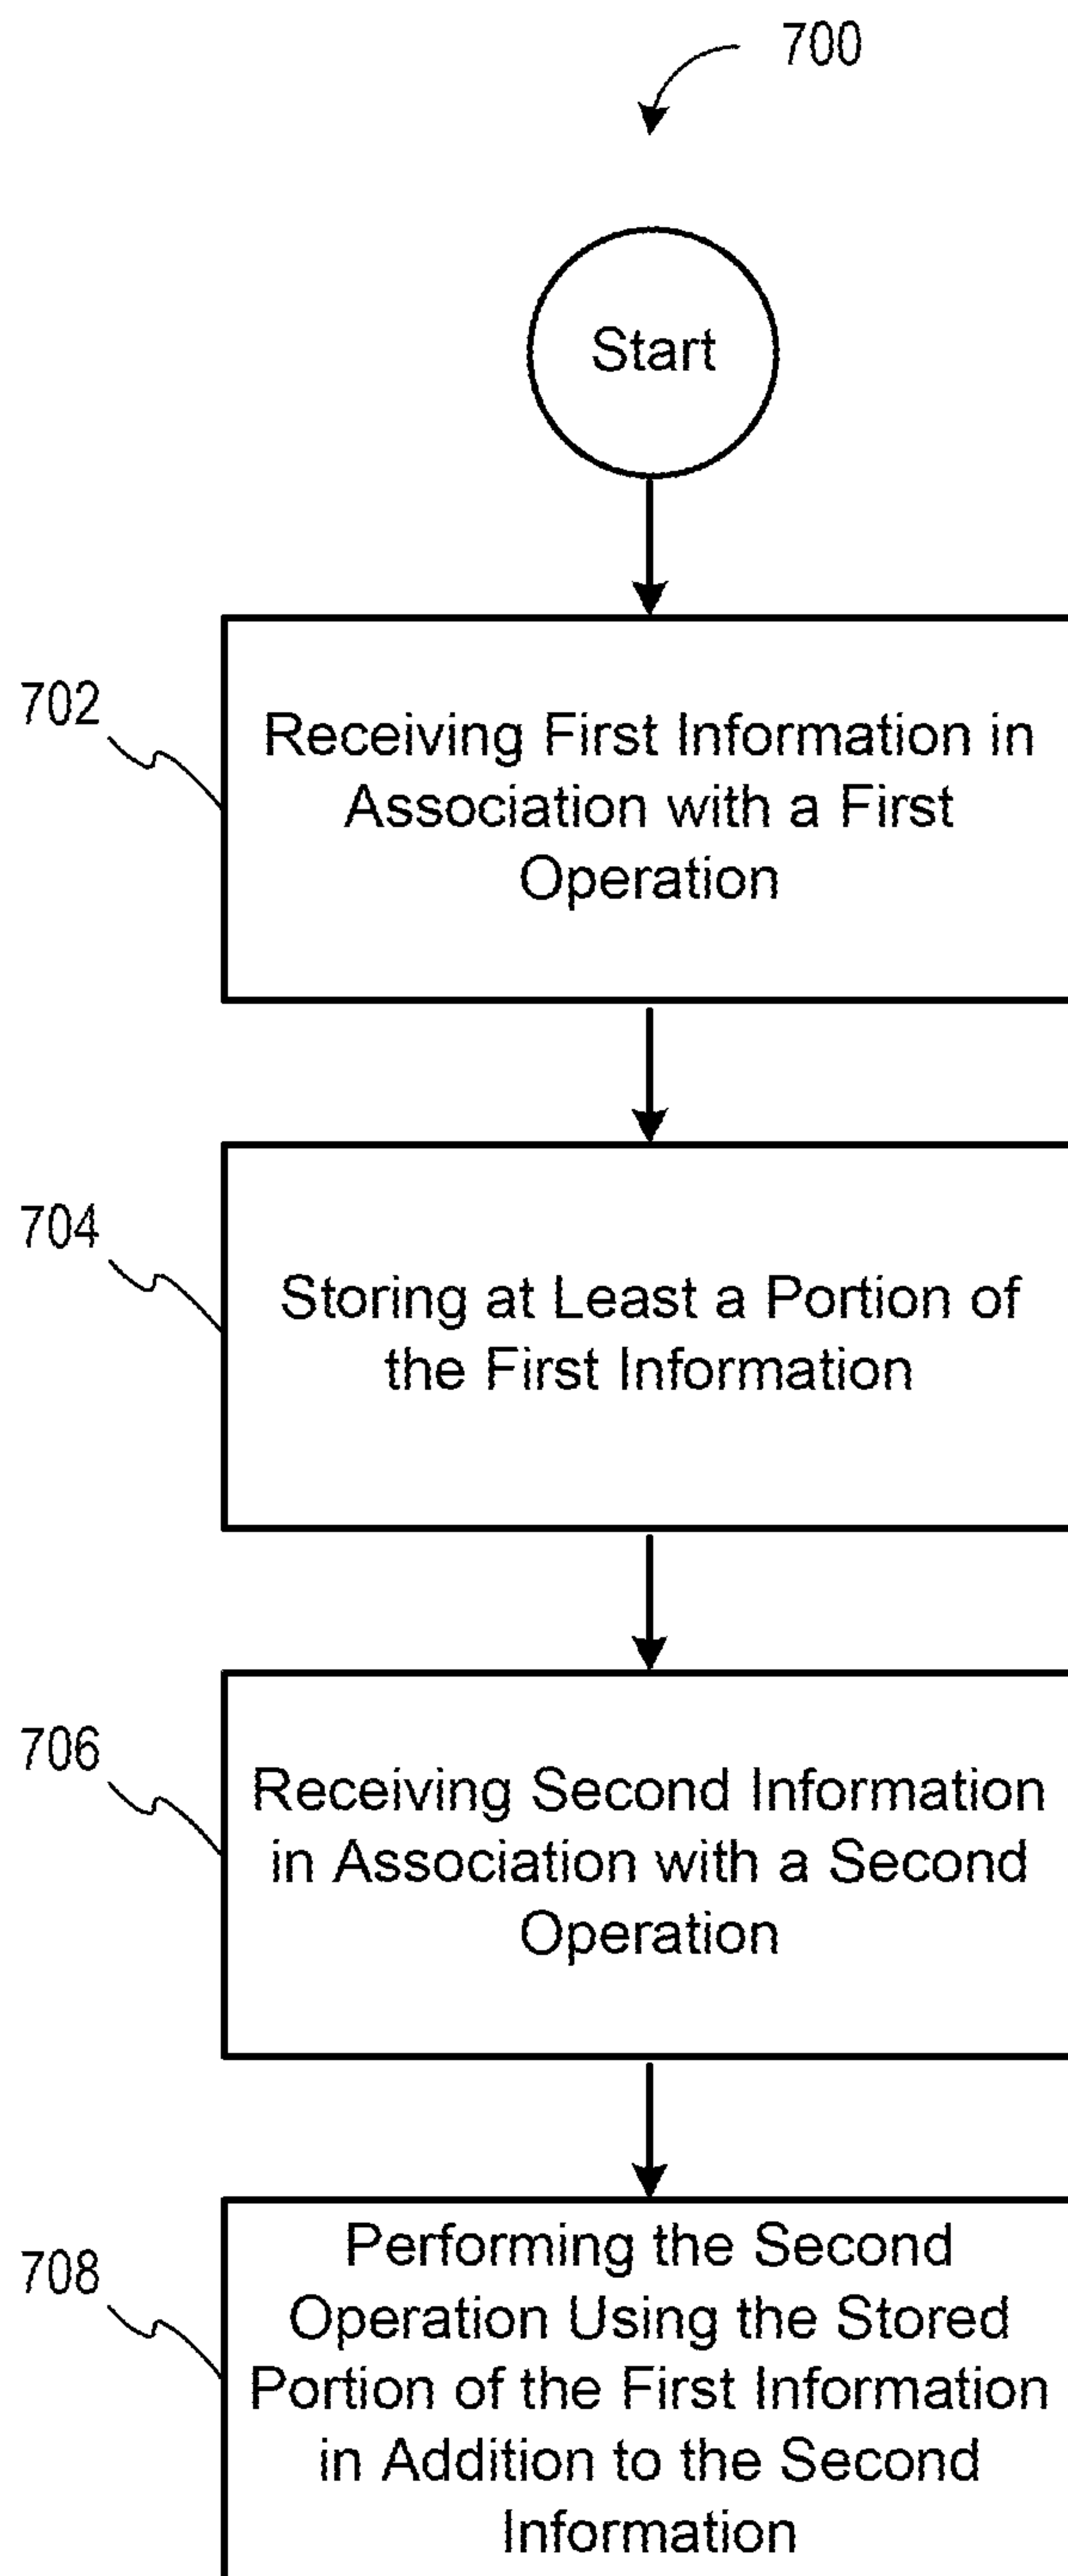 700
Start
702
Receiving First Information in
Association with a First
Operation
704
Storing at Least a Portion of
the First Information
706
Receiving Second Information
in Association with a Second
Operation
708
Performing the Second
Operation Using the Stored
Portion of the First Information
in Addition to the Second
Information